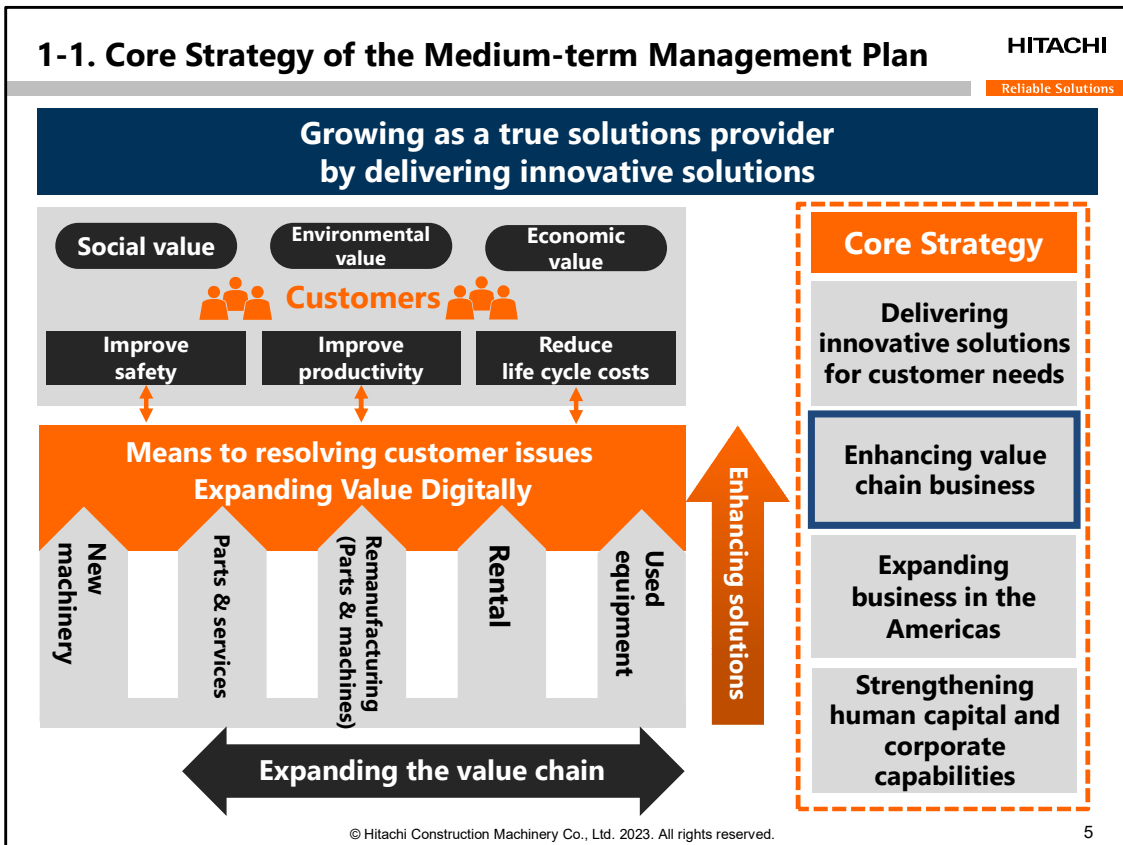 1-1. Core Strategy of the Medium-term Management Plan
HITACHI
Reliable Solutions
Growing as a true solutions provider
by delivering innovative solutions
Social value
Environmental
value
Economic
value
Customers
Improve
safety
Improve
productivity
Reduce
life cycle costs
Means to resolving customer issues
Expanding Value Digitally
New
machinery
Parts & services
Remanufacturing
(Parts & machines)
Rental
Used
equipment
Expanding the value chain
Enhancing solutions
Core Strategy
Delivering
innovative solutions
for customer needs
Enhancing value
chain business
Expanding
business in the
Americas
Strengthening
human capital and
corporate
capabilities
© Hitachi Construction Machinery Co., Ltd. 2023. All rights reserved.
5